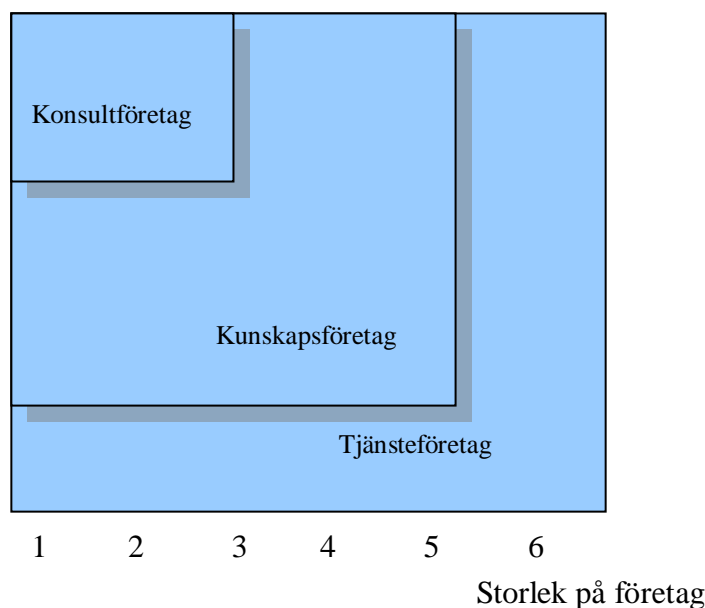 Konsultföretag
Kunskapsföretag
Tjänsteföretag
1 2 3 4 5 6
Storlek på företag